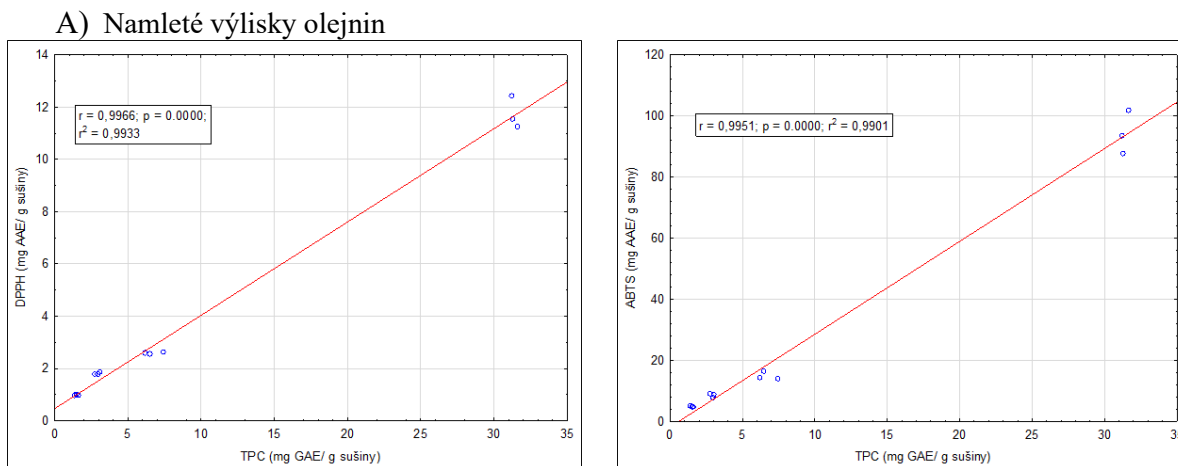 A) Namleté výlisky olejnin
14
12
10
8
6
4
2
0
DPPH (mg AAE/ g sušiny)
r = 0,9966; p = 0.0000;
r² = 0,9933
0 5 10 15 20 25 30 35
TPC (mg GAE/ g sušiny)
120
100
80
60
40
20
0
ABTS (mg AAE/ g sušiny)
r = 0,9951; p = 0.0000; r² = 0,9901
0 5 10 15 20 25 30 35
TPC (mg GAE/ g sušiny)